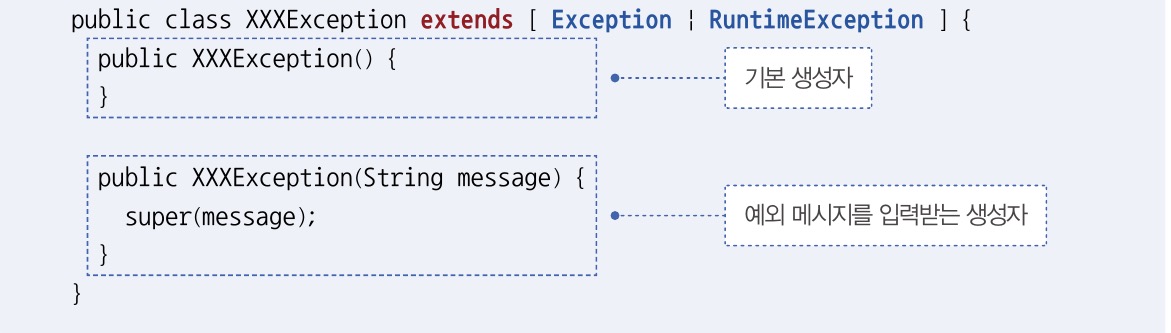 public class XXXException extends [ Exception ¦ RuntimeException ] {
public XXXException() {
}
기본 생성자
public XXXException(String message) {
super(message);
}
예외 메시지를 입력받는 생성자
}